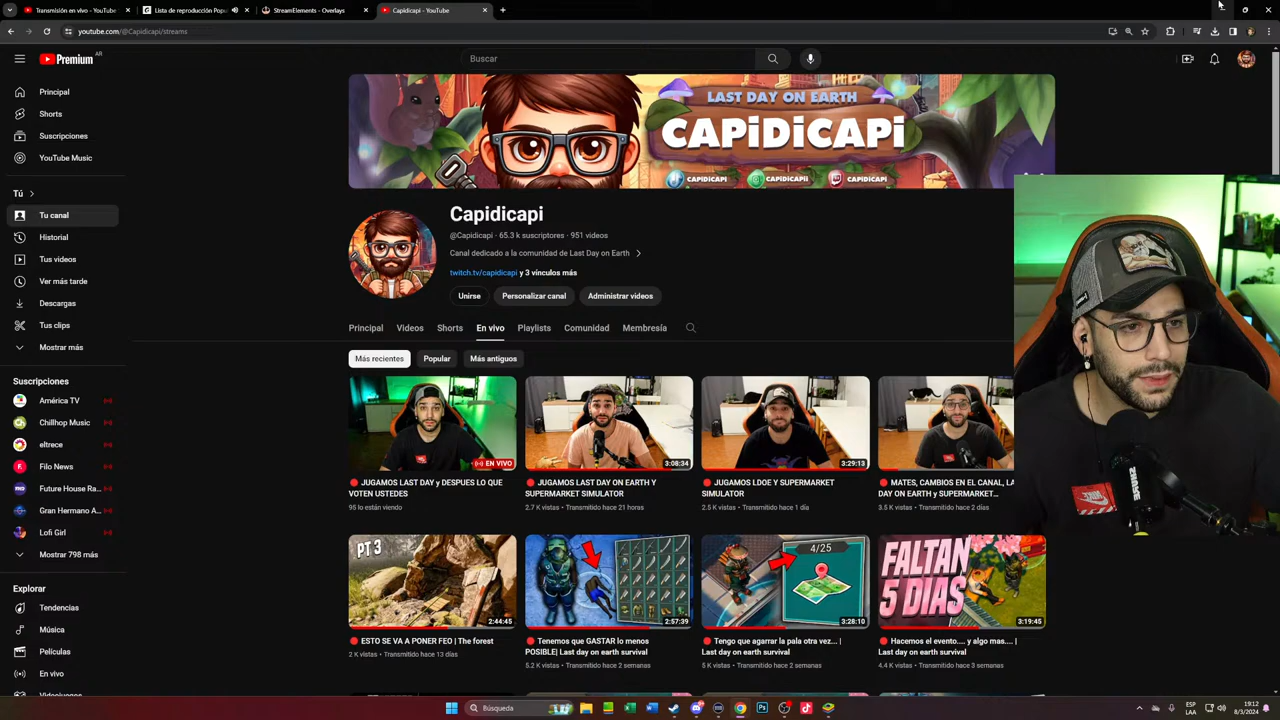 Transmisión en vivo - YouTube
Lista de reproducción Pop
StreamElements - Overlays
Capidicapi - YouTube
youtube.com/@Capidicapi/streams
Premium AR
Buscar
Principal
Shorts
Suscripciones
YouTube Music
Tú
Tu canal
Historial
Tus videos
Ver más tarde
Descargas
Tus clips
Mostrar más
Suscripciones
América TV
Chillhop Music
eltrece
Filo News
Future House Ra...
Gran Hermano A...
Lofi Girl
Mostrar 798 más
Explorar
Tendencias
Música
Películas
En vivo
Videojuegos
LAST DAY ON EARTH
CAPiDiCAPi
CAPIDICAPI
CAPIDICAPII
CAPIDICAPI
Capidicapi
@Capidicapi · 65.3 k suscriptores · 951 videos
Canal dedicado a la comunidad de Last Day on Earth
twitch.tv/capidicapi y 3 vínculos más
Unirse
Personalizar canal
Administrar videos
Principal
Videos
Shorts
En vivo
Playlists
Comunidad
Membresía
Más recientes
Popular
Más antiguos
EN VIVO
3:08:34
3:29:13
JUGAMOS LAST DAY y DESPUES LO QUE
VOTEN USTEDES
95 lo están viendo
JUGAMOS LAST DAY ON EARTH Y
SUPERMARKET SIMULATOR
2.7 K vistas • Transmitido hace 21 horas
JUGAMOS LDOE Y SUPERMARKET
SIMULATOR
2.5 K vistas • Transmitido hace 1 día
MATES, CAMBIOS EN EL CANAL, LA
DAY ON EARTH y SUPERMARKET...
3.5 K vistas • Transmitido hace 2 días
PT 3
2:44:45
2:57:39
4/25
3:28:10
FALTAN
5 DIAS
3:19:45
ESTO SE VA A PONER FEO | The forest
2 K vistas • Transmitido hace 13 días
Tenemos que GASTAR lo menos
POSIBLE| Last day on earth survival
5.2 K vistas • Transmitido hace 2 semanas
Tengo que agarrar la pala otra vez... |
Last day on earth survival
5 K vistas • Transmitido hace 2 semanas
Hacemos el evento.... y algo mas.... |
Last day on earth survival
4.4 K vistas • Transmitido hace 3 semanas
Búsqueda
ESP
LAA
19:12
8/3/2024